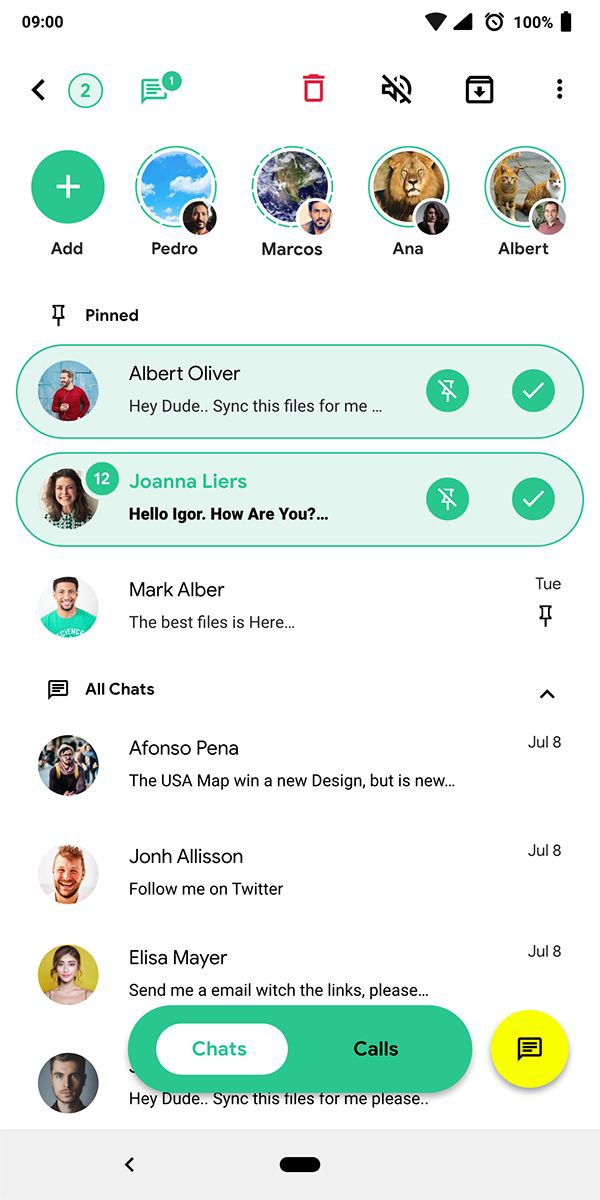 09:00
100%
2
1
Add
Pedro
Marcos
Ana
Albert
Pinned
Albert Oliver
Hey Dude.. Sync this files for me ...
12
Joanna Liers
Hello Igor. How Are You?...
Mark Alber
Tue
The best files is Here...
SCIENCE
All Chats
Afonso Pena
Jul 8
The USA Map win a new Design, but is new...
Jonh Allisson
Jul 8
Follow me on Twitter
Elisa Mayer
Jul 8
Send me a email witch the links, please...
Chats
Calls
Hey Dude.. Sync this files for me please..